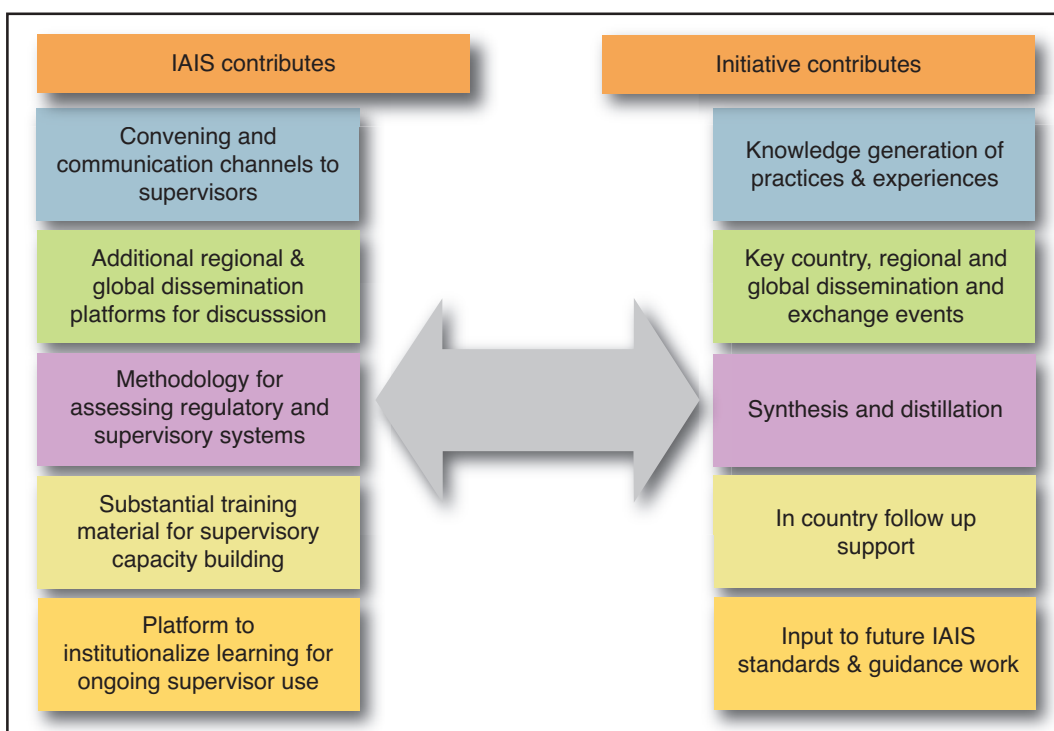 IAIS contributes
Convening and
communication channels to
supervisors
Additional regional &
global dissemination
platforms for discusssion
Methodology for
assessing regulatory and
supervisory systems
Substantial training
material for supervisory
capacity building
Platform to
institutionalize learning for
ongoing supervisor use
Initiative contributes
Knowledge generation of
practices & experiences
Key country, regional and
global dissemination and
exchange events
Synthesis and distillation
In country follow up
support
Input to future IAIS
standards & guidance work